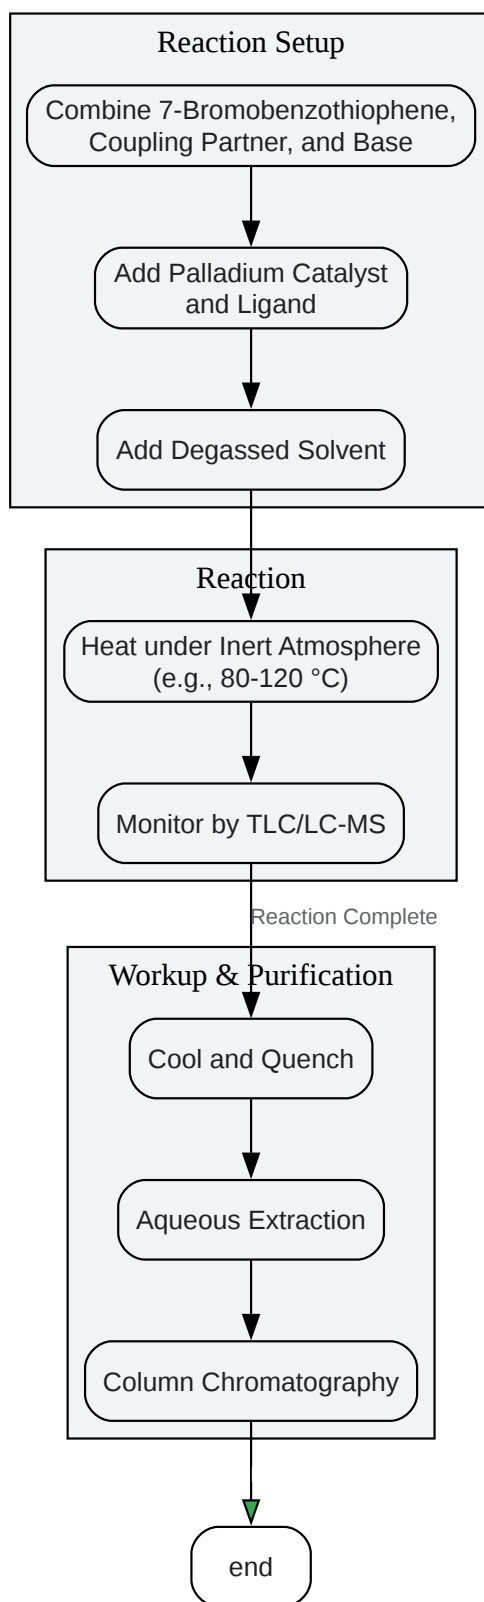 Reaction Setup
Combine 7-Bromobenzothiophene,
Coupling Partner, and Base
Add Palladium Catalyst
and Ligand
Add Degassed Solvent
Reaction
Heat under Inert Atmosphere
(e.g., 80-120 °C)
Monitor by TLC/LC-MS
Reaction Complete
Workup & Purification
Cool and Quench
Aqueous Extraction
Column Chromatography
end